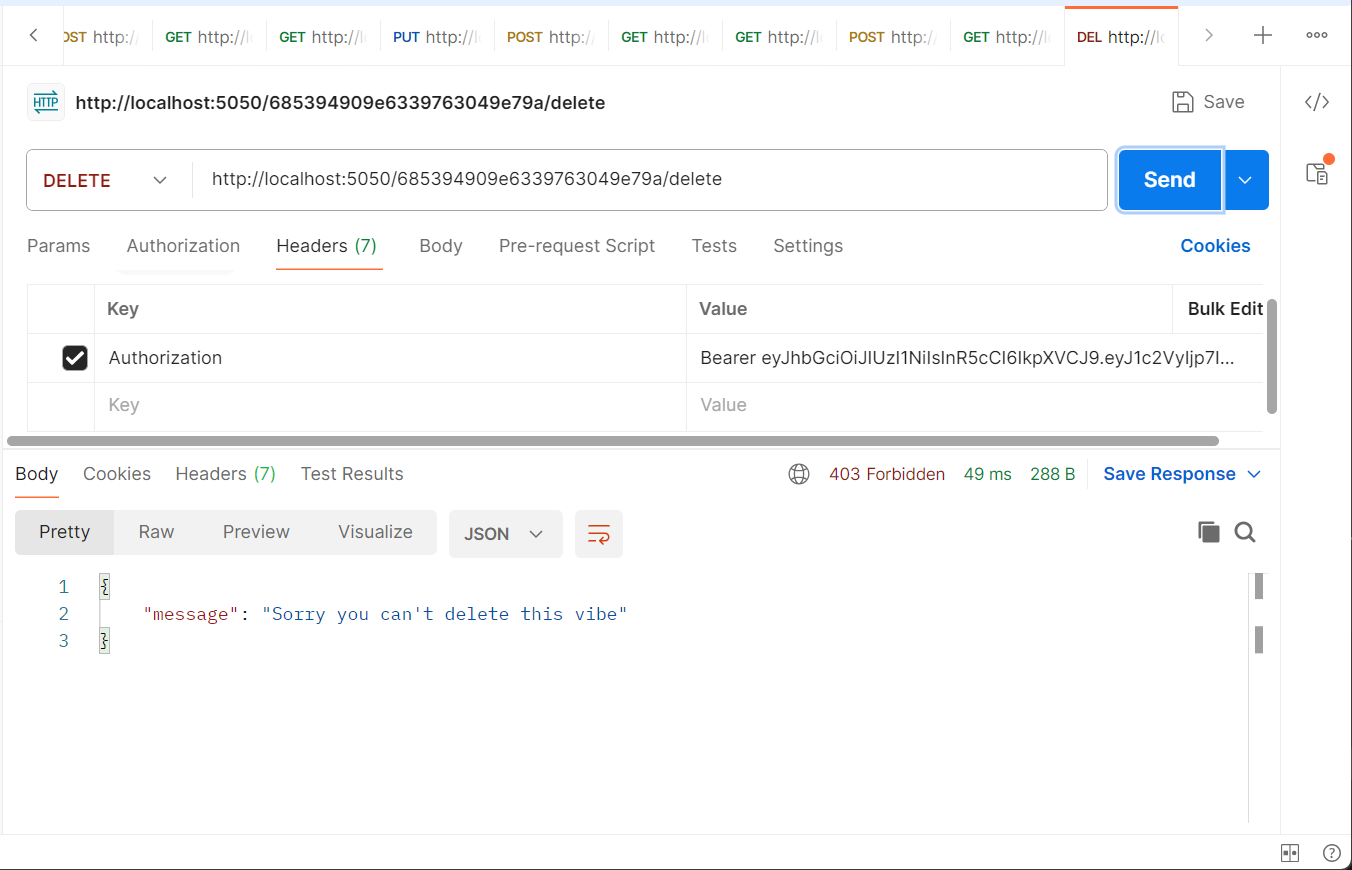 OST http:/
GET http://l
GET http://l
PUT http://l
POST http:/
GET http://l
GET http://l
POST http:/
GET http://l
DEL http://lo
HTTP
http://localhost:5050/685394909e6339763049e79a/delete
Save
DELETE
http://localhost:5050/685394909e6339763049e79a/delete
Send
Params
Authorization
Headers (7)
Body
Pre-request Script
Tests
Settings
Cookies
Key
Value
Bulk Edit
Authorization
Bearer eyJhbGciOiJIUzI1NiIsInR5cCI6IkpXVCJ9.eyJ1c2VyIjp7I...
Key
Value
Body
Cookies
Headers (7)
Test Results
403 Forbidden
49 ms
288 B
Save Response
Pretty
Raw
Preview
Visualize
JSON
1 {
2 "message": "Sorry you can't delete this vibe"
3 }